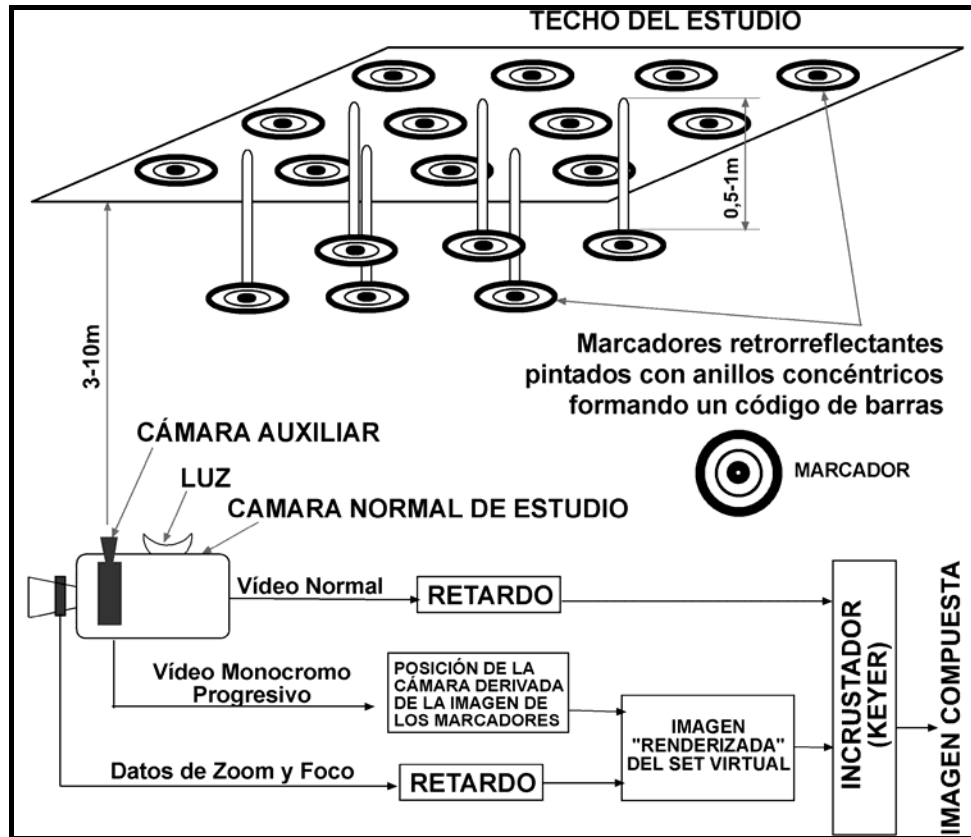 TECHO DEL ESTUDIO
0,5-1m
3-10m
Marcadores retrorreflectantes
pintados con anillos concéntricos
formando un código de barras
CÁMARA AUXILIAR
LUZ
MARCADOR
CAMARA NORMAL DE ESTUDIO
Vídeo Normal
RETARDO
Vídeo Monocromo
Progresivo
POSICIÓN DE LA
CÁMARA DERIVADA
DE LA IMAGEN DE
LOS MARCADORES
IMAGEN
"RENDERIZADA"
DEL SET VIRTUAL
Datos de Zoom y Foco
RETARDO
INCRUSTADOR
(KEYER)
IMAGEN COMPUESTA